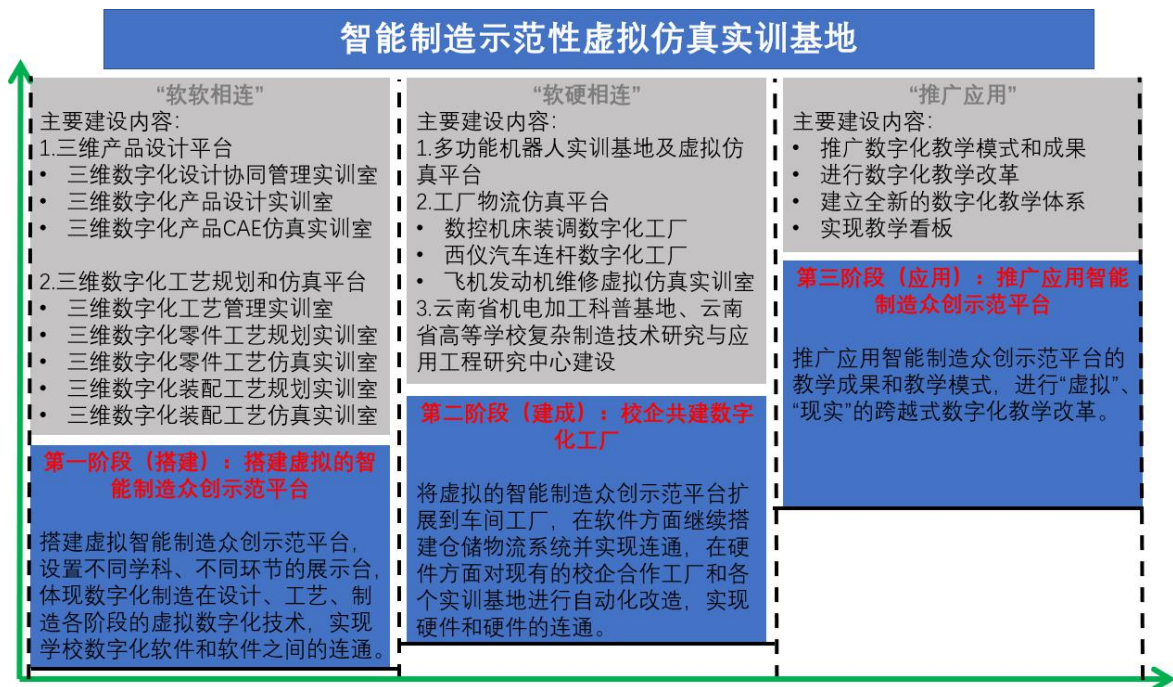 智能制造示范性虚拟仿真实训基地
“软软相连”
主要建设内容:
1.三维产品设计平台
• 三维数字化设计协同管理实训室
• 三维数字化产品设计实训室
• 三维数字化产品CAE仿真实训室
2.三维数字化工艺规划和仿真平台
• 三维数字化工艺管理实训室
• 三维数字化零件工艺规划实训室
• 三维数字化零件工艺仿真实训室
• 三维数字化装配工艺规划实训室
• 三维数字化装配工艺仿真实训室
第一阶段（搭建）：搭建虚拟的智
能制造众创示范平台
搭建虚拟智能制造众创示范平台，
设置不同学科、不同环节的展示台，
体现数字化制造在设计、工艺、制
造各阶段的虚拟数字化技术，实现
学校数字化软件和软件之间的连通。
“软硬相连”
主要建设内容:
1.多功能机器人实训基地及虚拟仿
真平台
2.工厂物流仿真平台
• 数控机床装调数字化工厂
• 西仪汽车连杆数字化工厂
• 飞机发动机维修虚拟仿真实训室
3.云南省机电加工科普基地、云南
省高等学校复杂制造技术研究与应
用工程研究中心建设
第二阶段（建成）：校企共建数字
化工厂
将虚拟的智能制造众创示范平台扩
展到车间工厂，在软件方面继续搭
建仓储物流系统并实现连通，在硬
件方面对现有的校企合作工厂和各
个实训基地进行自动化改造，实现
硬件和硬件的连通。
“推广应用”
主要建设内容:
• 推广数字化教学模式和成果
• 进行数字化教学改革
• 建立全新的数字化教学体系
• 实现教学看板
第三阶段（应用）：推广应用智能
制造众创示范平台
推广应用智能制造众创示范平台的
教学成果和教学模式，进行“虚拟”、
“现实”的跨越式数字化教学改革。